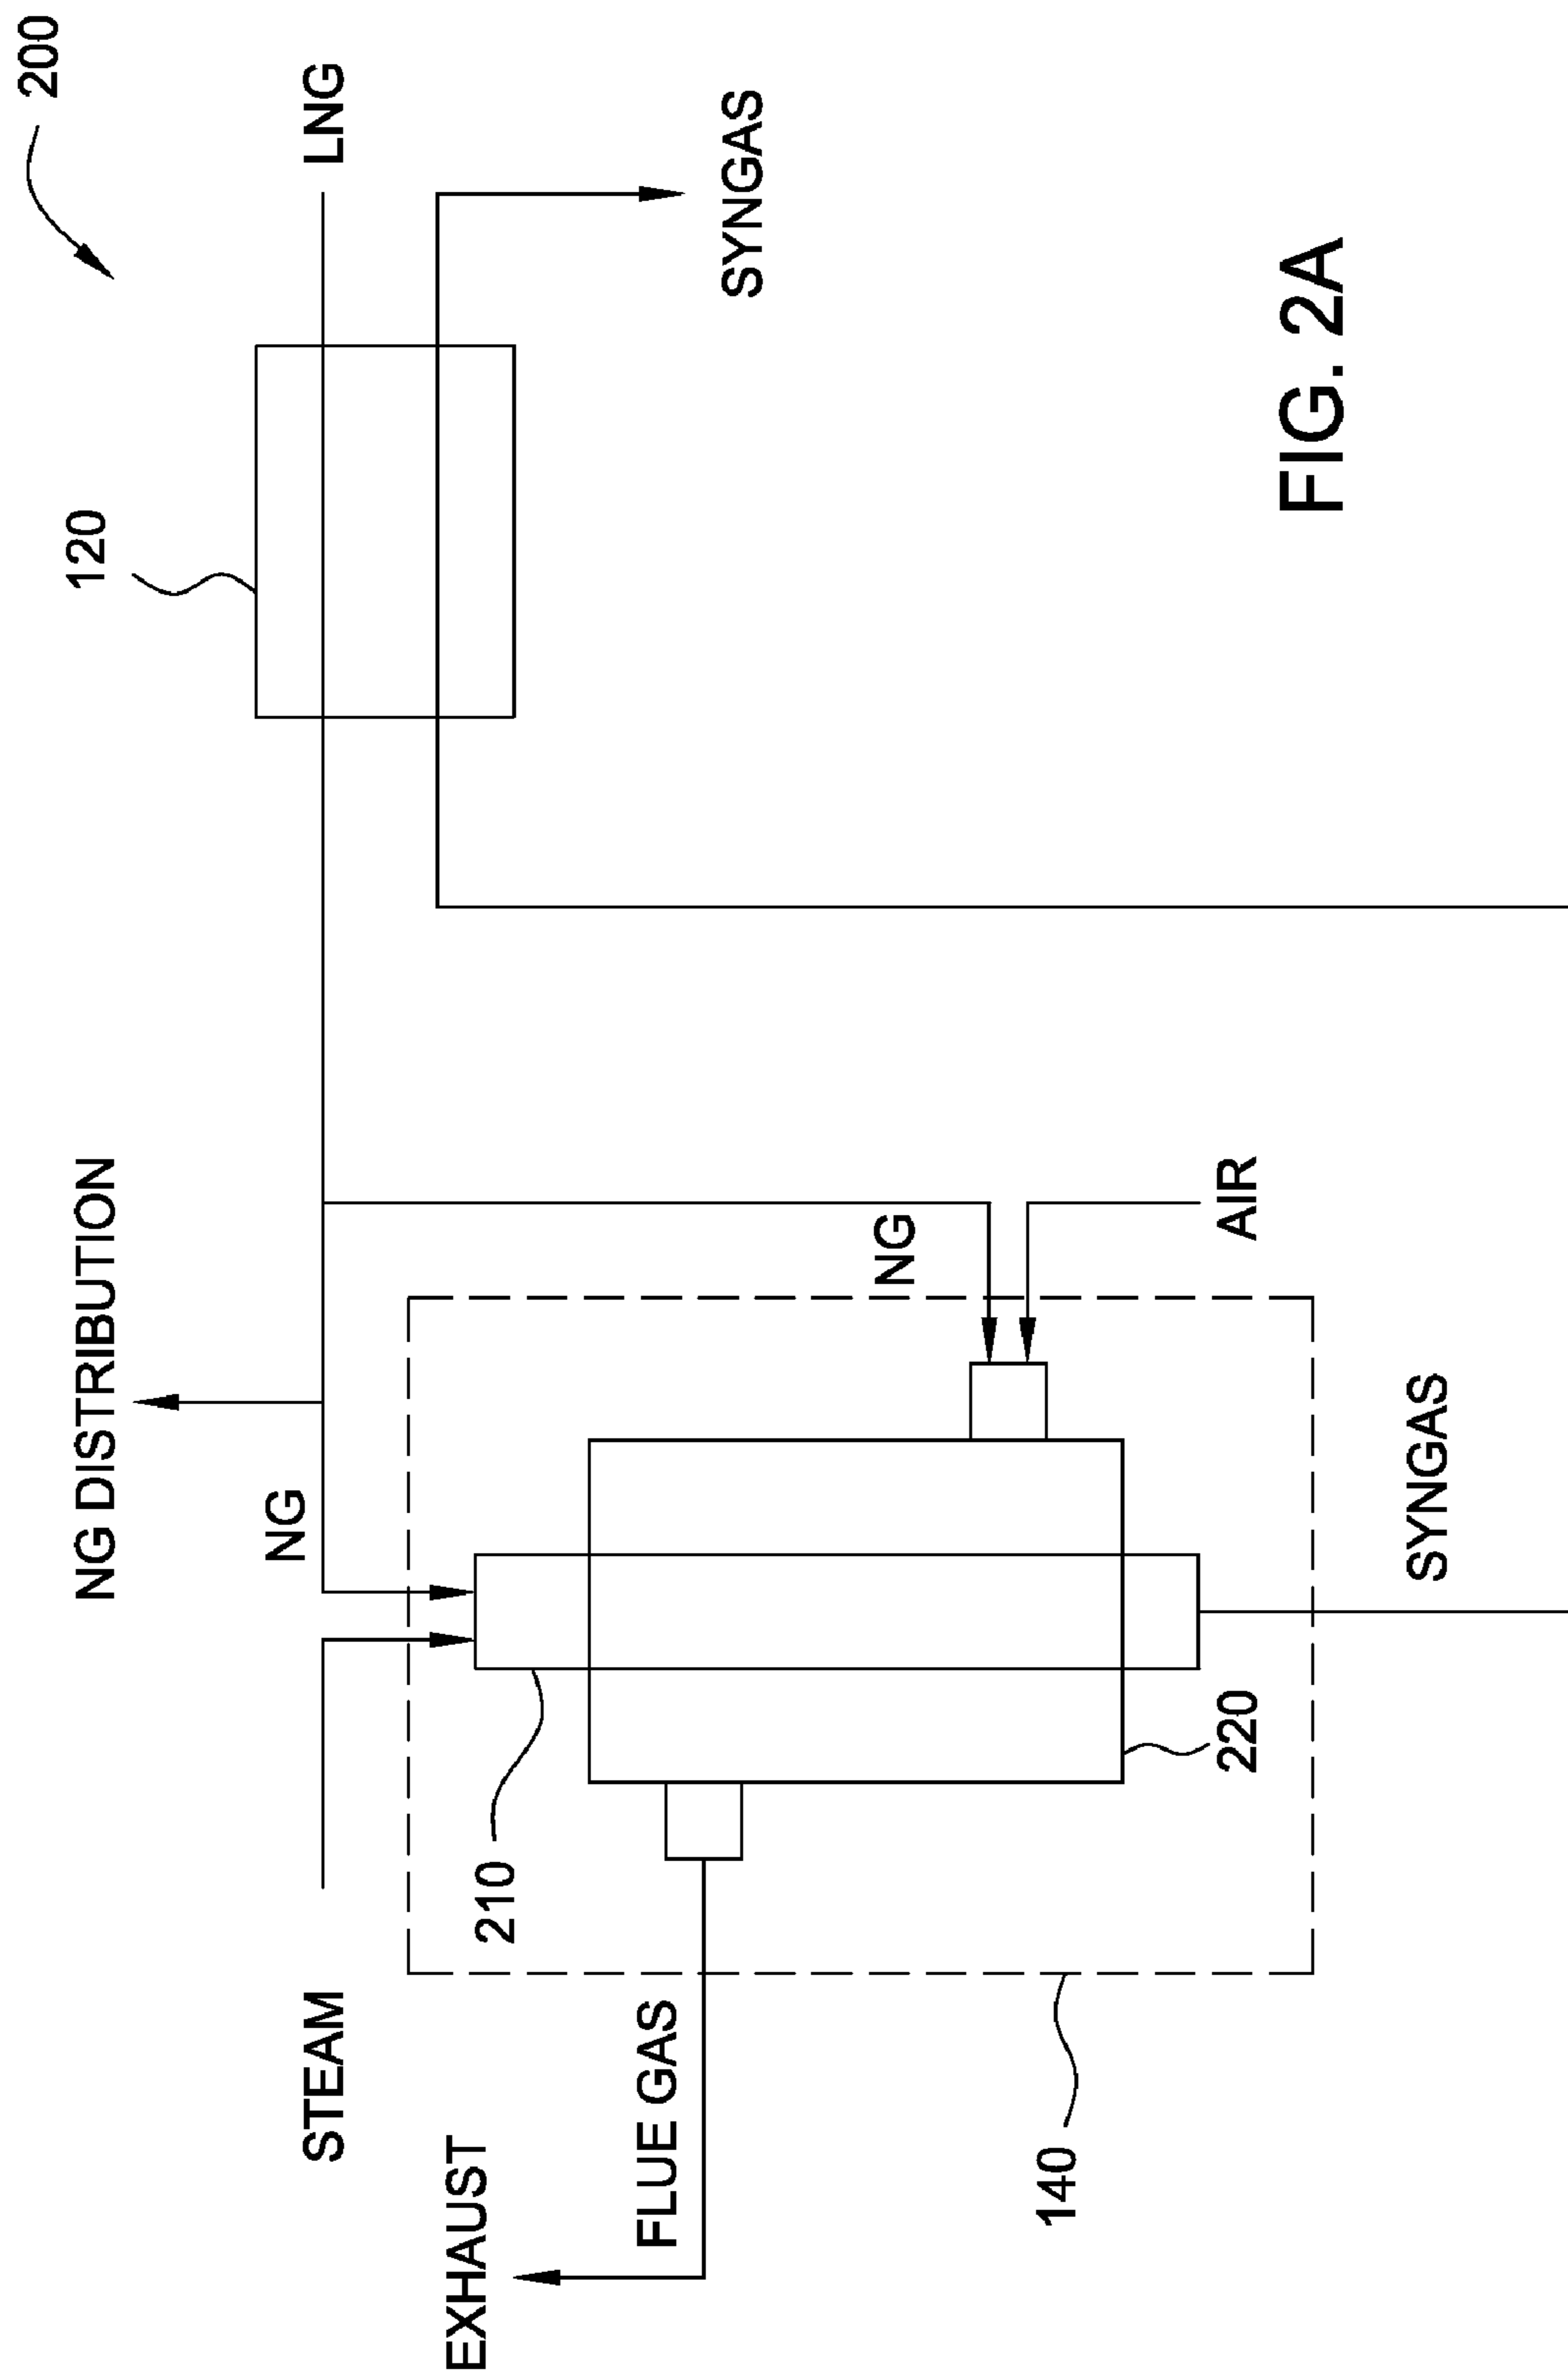 200
LNG
120
SYNGAS
NG DISTRIBUTION
NG
STEAM
NG
AIR
210
220
EXHAUST
FLUE GAS
140
SYNGAS
FIG. 2A